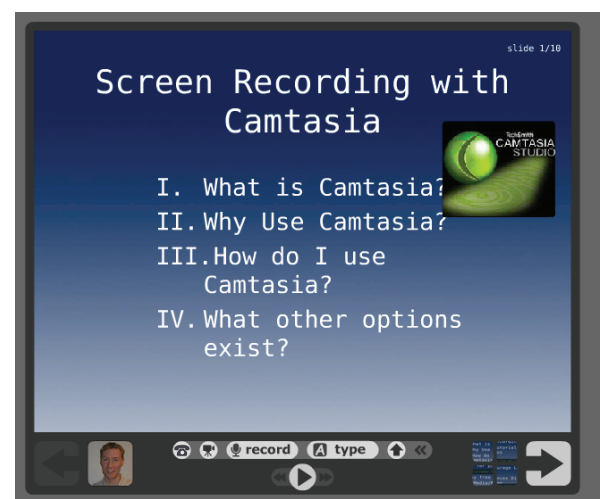 slide 1/10
Screen Recording with
Camtasia
TechSmith
CAMTASIA
STUDIO
I. What is Camtasia?
II. Why Use Camtasia?
III.How do I use
Camtasia?
IV. What other options
exist?
record
A type